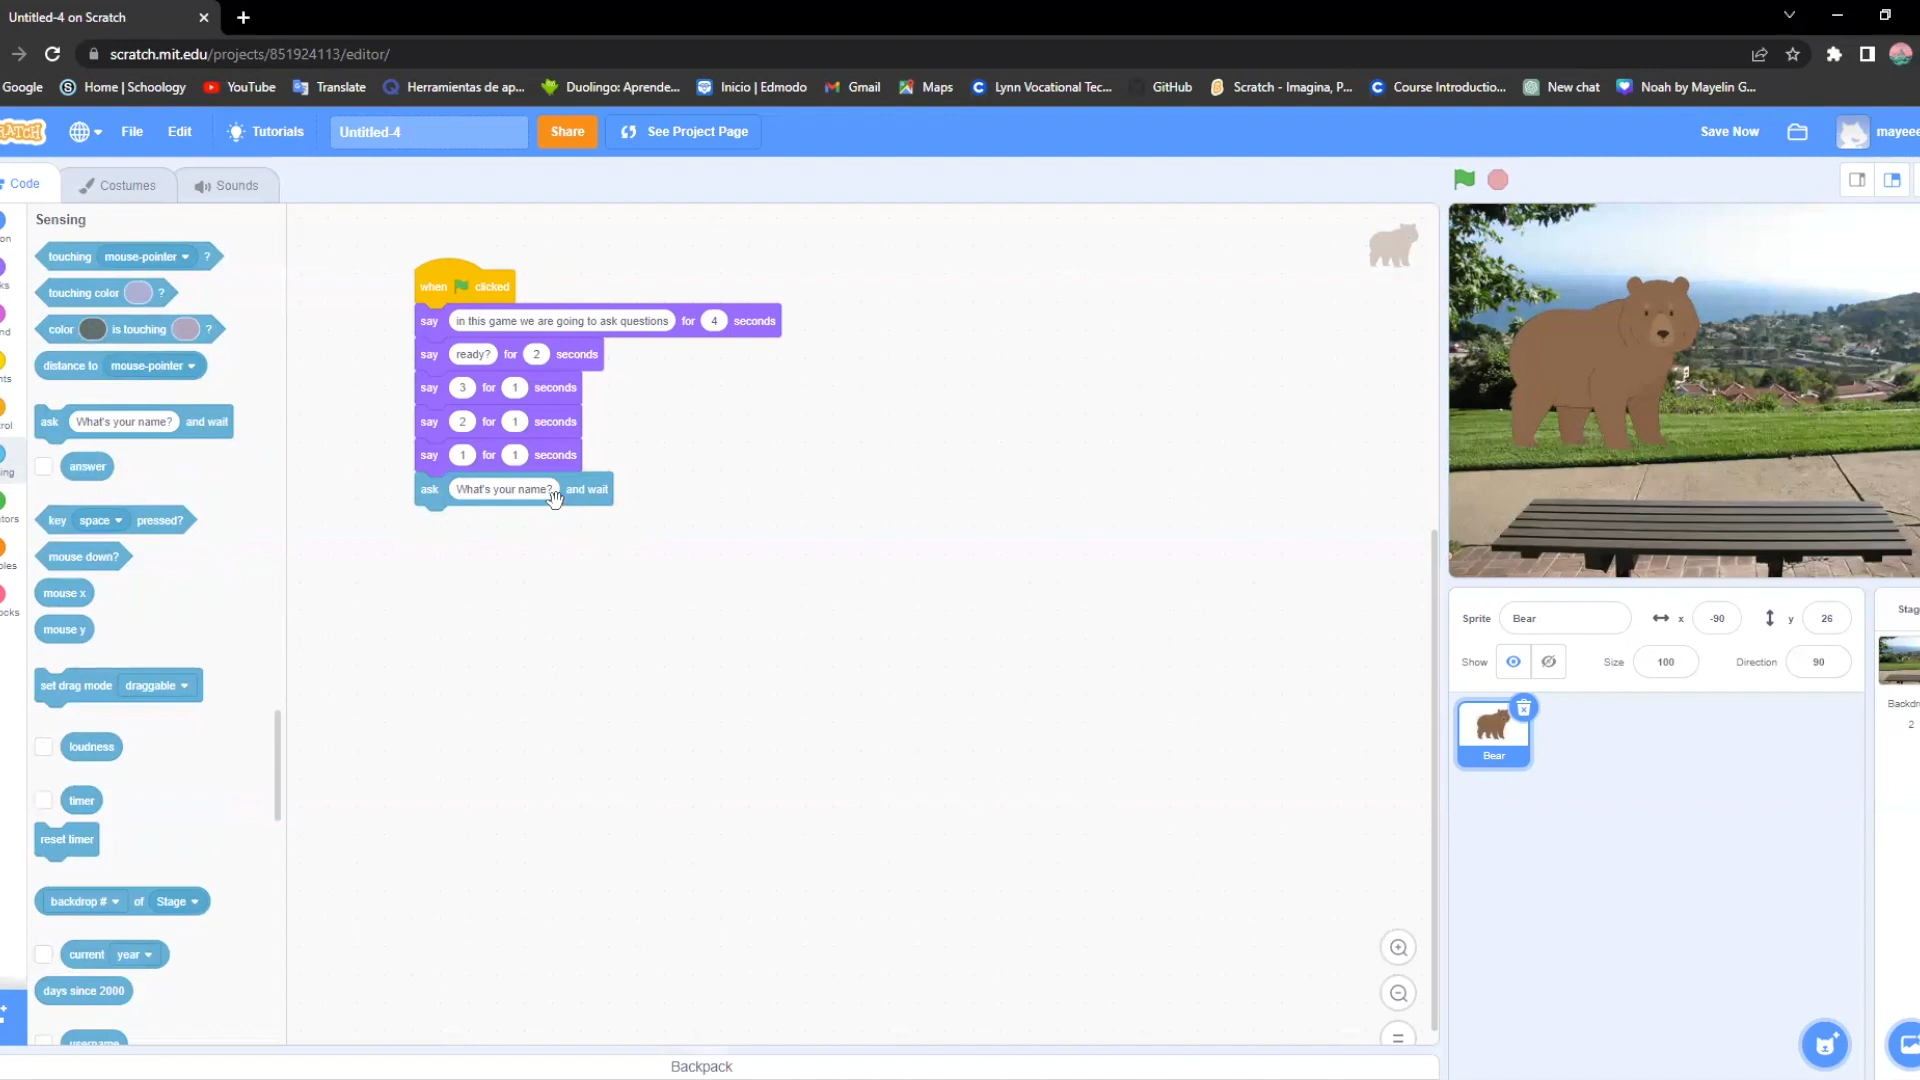 Untitled-4 on Scratch
scratch.mit.edu/projects/851924113/editor/
Google Home | Schoology YouTube Translate Herramientas de ap... Duolingo: Aprende... Inicio | Edmodo Gmail Maps Lynn Vocational Tec... GitHub Scratch - Imagina, P... Course Introductio... New chat Noah by Mayelin G...
File Edit Tutorials Untitled-4 Share See Project Page Save Now mayeee
Code Costumes Sounds
Sensing
touching mouse-pointer ?
touching color ?
color is touching ?
distance to mouse-pointer
ask What's your name? and wait
answer
key space pressed?
mouse down?
mouse x
mouse y
set drag mode draggable
loudness
timer
reset timer
backdrop # of Stage
current year
days since 2000
username
when clicked
say in this game we are going to ask questions for 4 seconds
say ready? for 2 seconds
say 3 for 1 seconds
say 2 for 1 seconds
say 1 for 1 seconds
ask What's your name? and wait
Backpack
Sprite Bear x -90 y 26
Show Size 100 Direction 90
Bear
Stag
Backdr
2